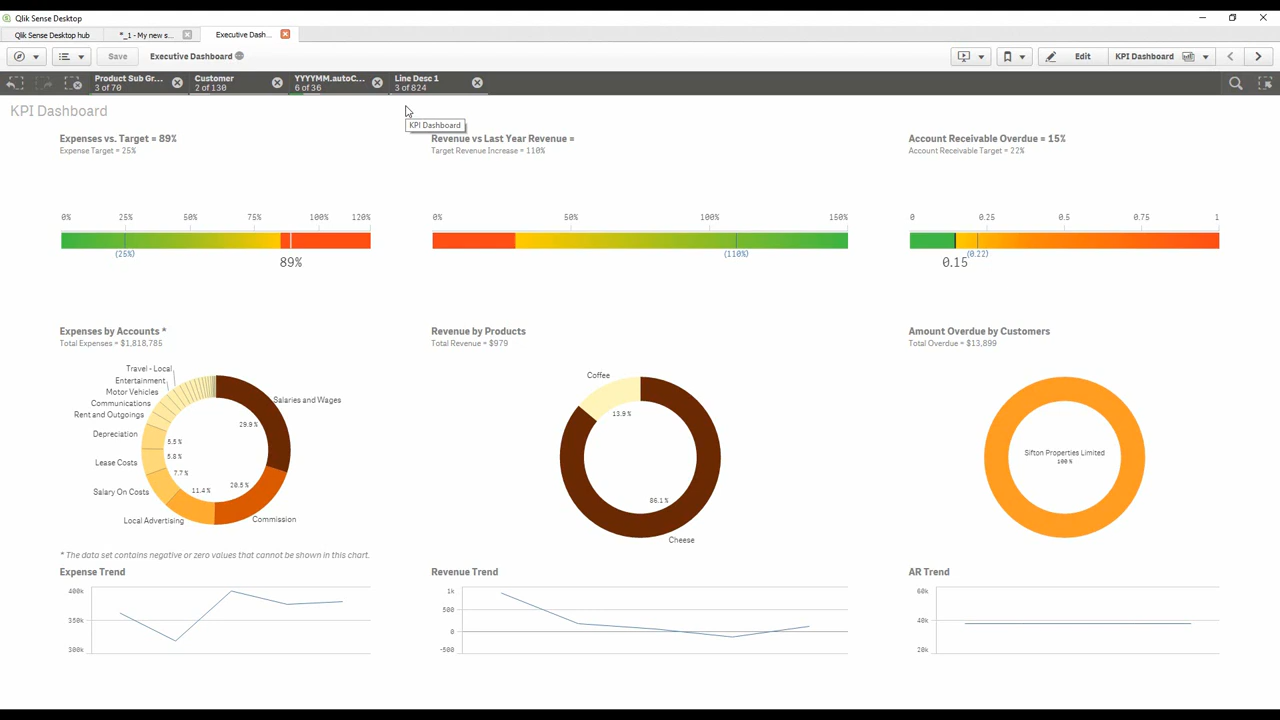 Qlik Sense Desktop
Qlik Sense Desktop hub
*_1 - My new s...
Executive Dash...
Save
Executive Dashboard
Edit
KPI Dashboard
Product Sub Gr...
3 of 70
Customer
2 of 130
YYYYMM.autoC...
6 of 36
Line Desc 1
3 of 824
KPI Dashboard
KPI Dashboard
Expenses vs. Target = 89%
Expense Target = 25%
0% 25% 50% 75% 100% 120%
(25%)
89%
Revenue vs Last Year Revenue =
Target Revenue Increase = 110%
0% 50% 100% 150%
(110%)
Account Receivable Overdue = 15%
Account Receivable Target = 22%
0 0.25 0.5 0.75 1
(0.22)
0.15
Expenses by Accounts *
Total Expenses = $1,818,785
Travel - Local
Entertainment
Motor Vehicles
Communications
Rent and Outgoings
Depreciation
Lease Costs
Salary On Costs
Local Advertising
Commission
Salaries and Wages
29.9 %
20.5 %
11.4 %
7.7 %
5.8 %
5.5 %
* The data set contains negative or zero values that cannot be shown in this chart.
Revenue by Products
Total Revenue = $979
Coffee
13.9 %
86.1 %
Cheese
Amount Overdue by Customers
Total Overdue = $13,899
Sifton Properties Limited
100 %
Expense Trend
400k
350k
300k
Revenue Trend
1k
500
0
-500
AR Trend
60k
40k
20k